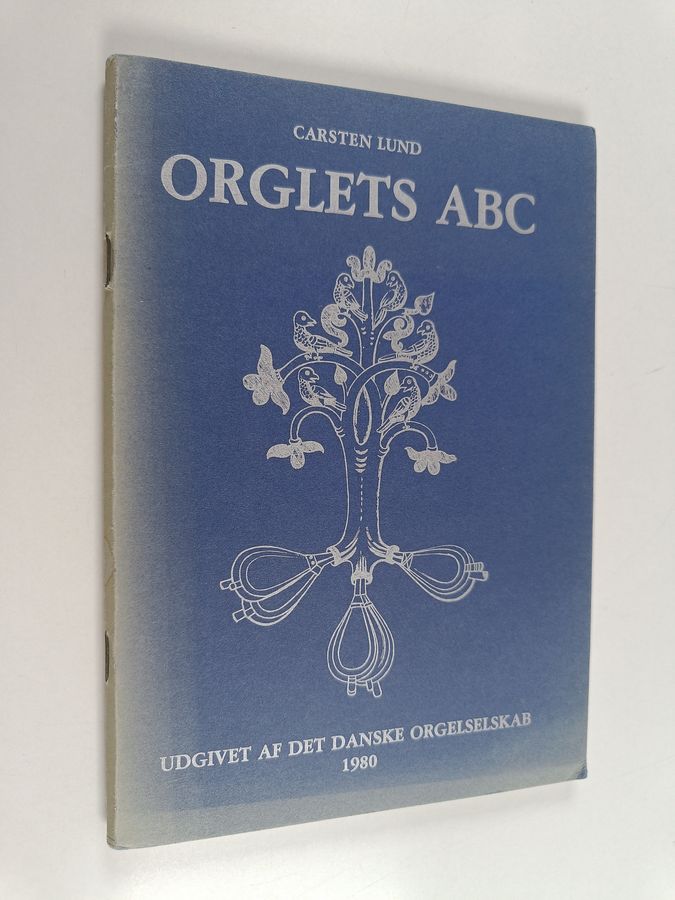 CARSTEN LUND
ORGLETS ABC
UDGIVET AF DET DANSKE ORGELSELSKAB
1980